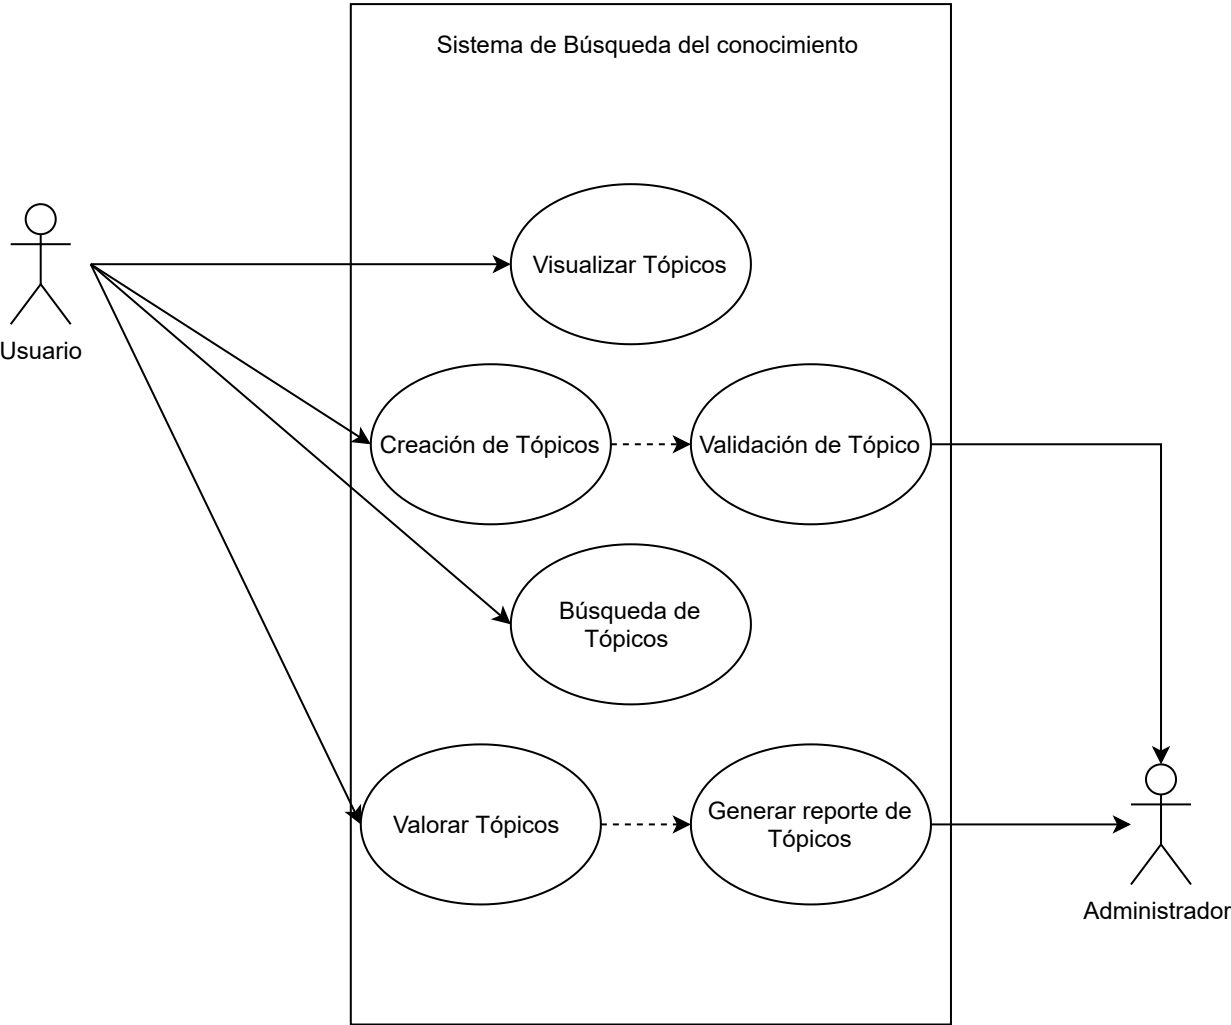 Sistema de Búsqueda del conocimiento
Visualizar Tópicos
Usuario
Creación de Tópicos
Validación de Tópico
Búsqueda de
Tópicos
Valorar Tópicos
Generar reporte de
Tópicos
Administrador